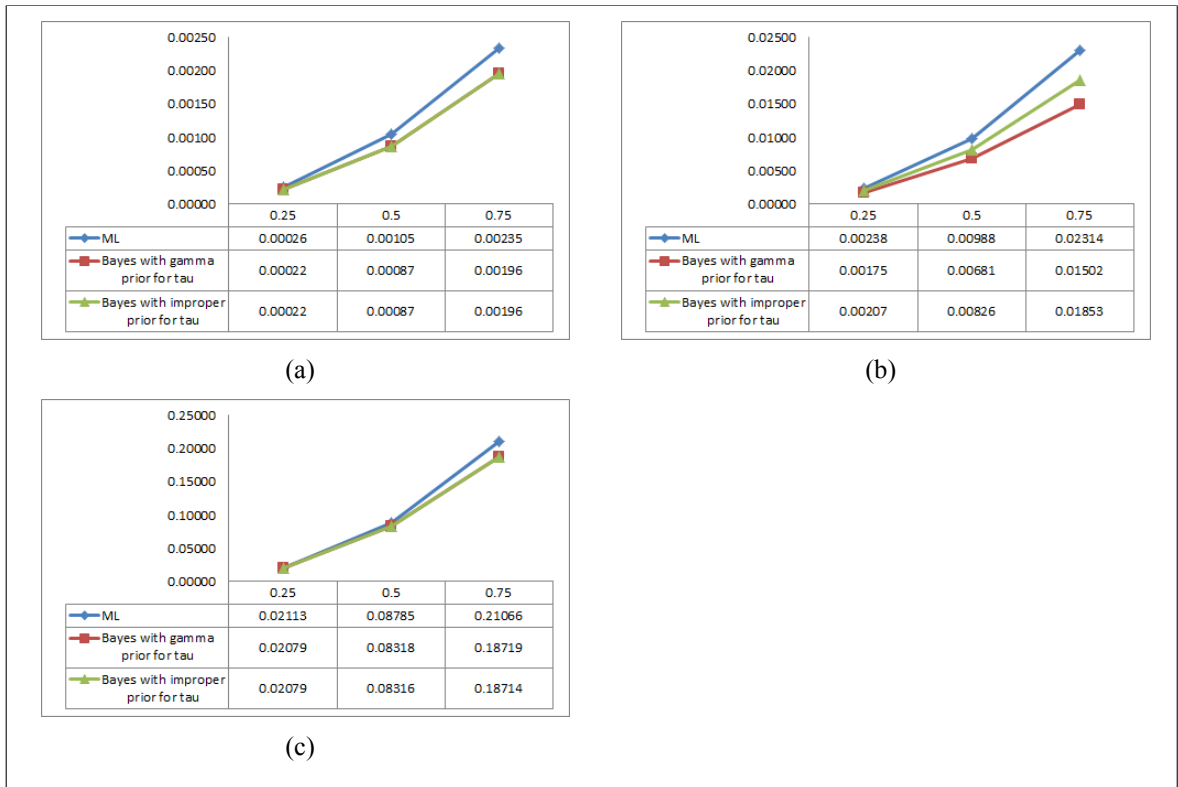 0.00250
0.00200
0.00150
0.00100
0.00050
0.00000
0.25 0.5 0.75
ML 0.00026 0.00105 0.00235
Bayes with gamma
prior for tau 0.00022 0.00087 0.00196
Bayes with improper
prior for tau 0.00022 0.00087 0.00196
(a)
0.02500
0.02000
0.01500
0.01000
0.00500
0.00000
0.25 0.5 0.75
ML 0.00238 0.00988 0.02314
Bayes with gamma
prior for tau 0.00175 0.00681 0.01502
Bayes with improper
prior for tau 0.00207 0.00826 0.01853
(b)
0.25000
0.20000
0.15000
0.10000
0.05000
0.00000
0.25 0.5 0.75
ML 0.02113 0.08785 0.21066
Bayes with gamma
prior for tau 0.02079 0.08318 0.18719
Bayes with improper
prior for tau 0.02079 0.08316 0.18714
(c)